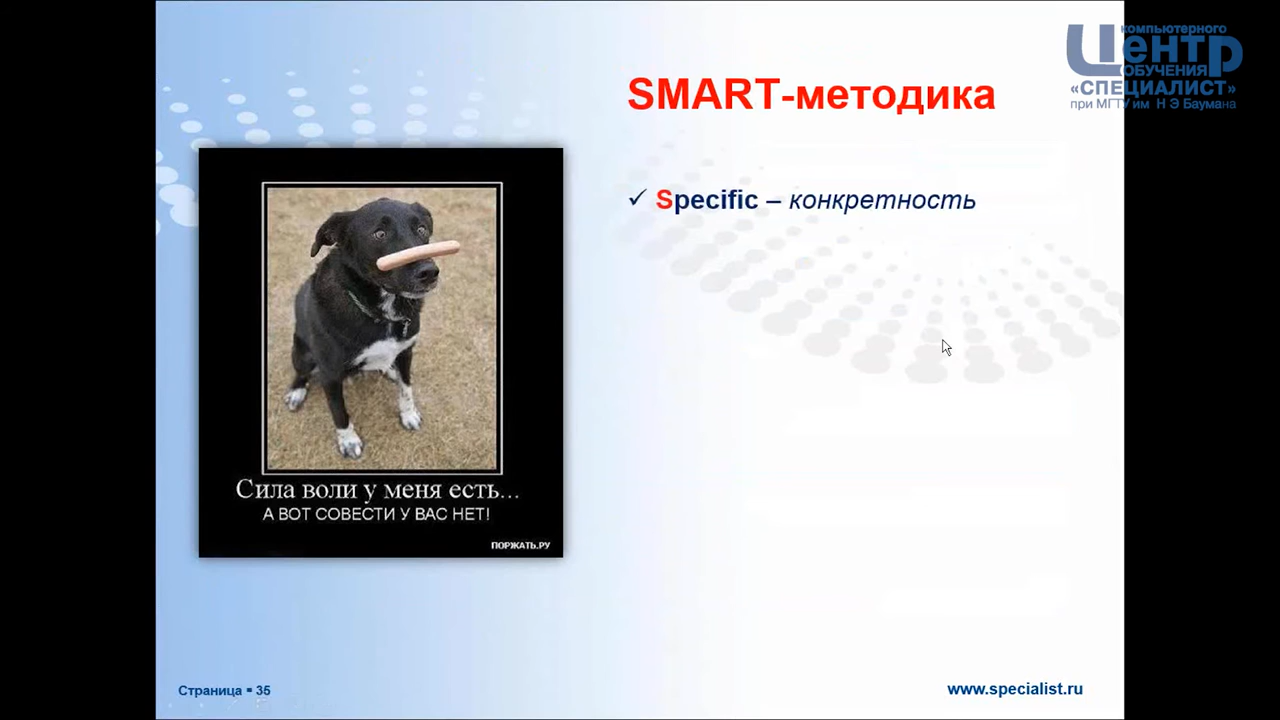 компьютерного
Центр
ОБУЧЕНИЯ
«СПЕЦИАЛИСТ»
при МГТУ им Н Э Баумана
SMART-методика
✓ Specific – конкретность
Сила воли у меня есть...
А ВОТ СОВЕСТИ У ВАС НЕТ!
ПОРЖАТЬ.РУ
Страница ▪ 35
www.specialist.ru